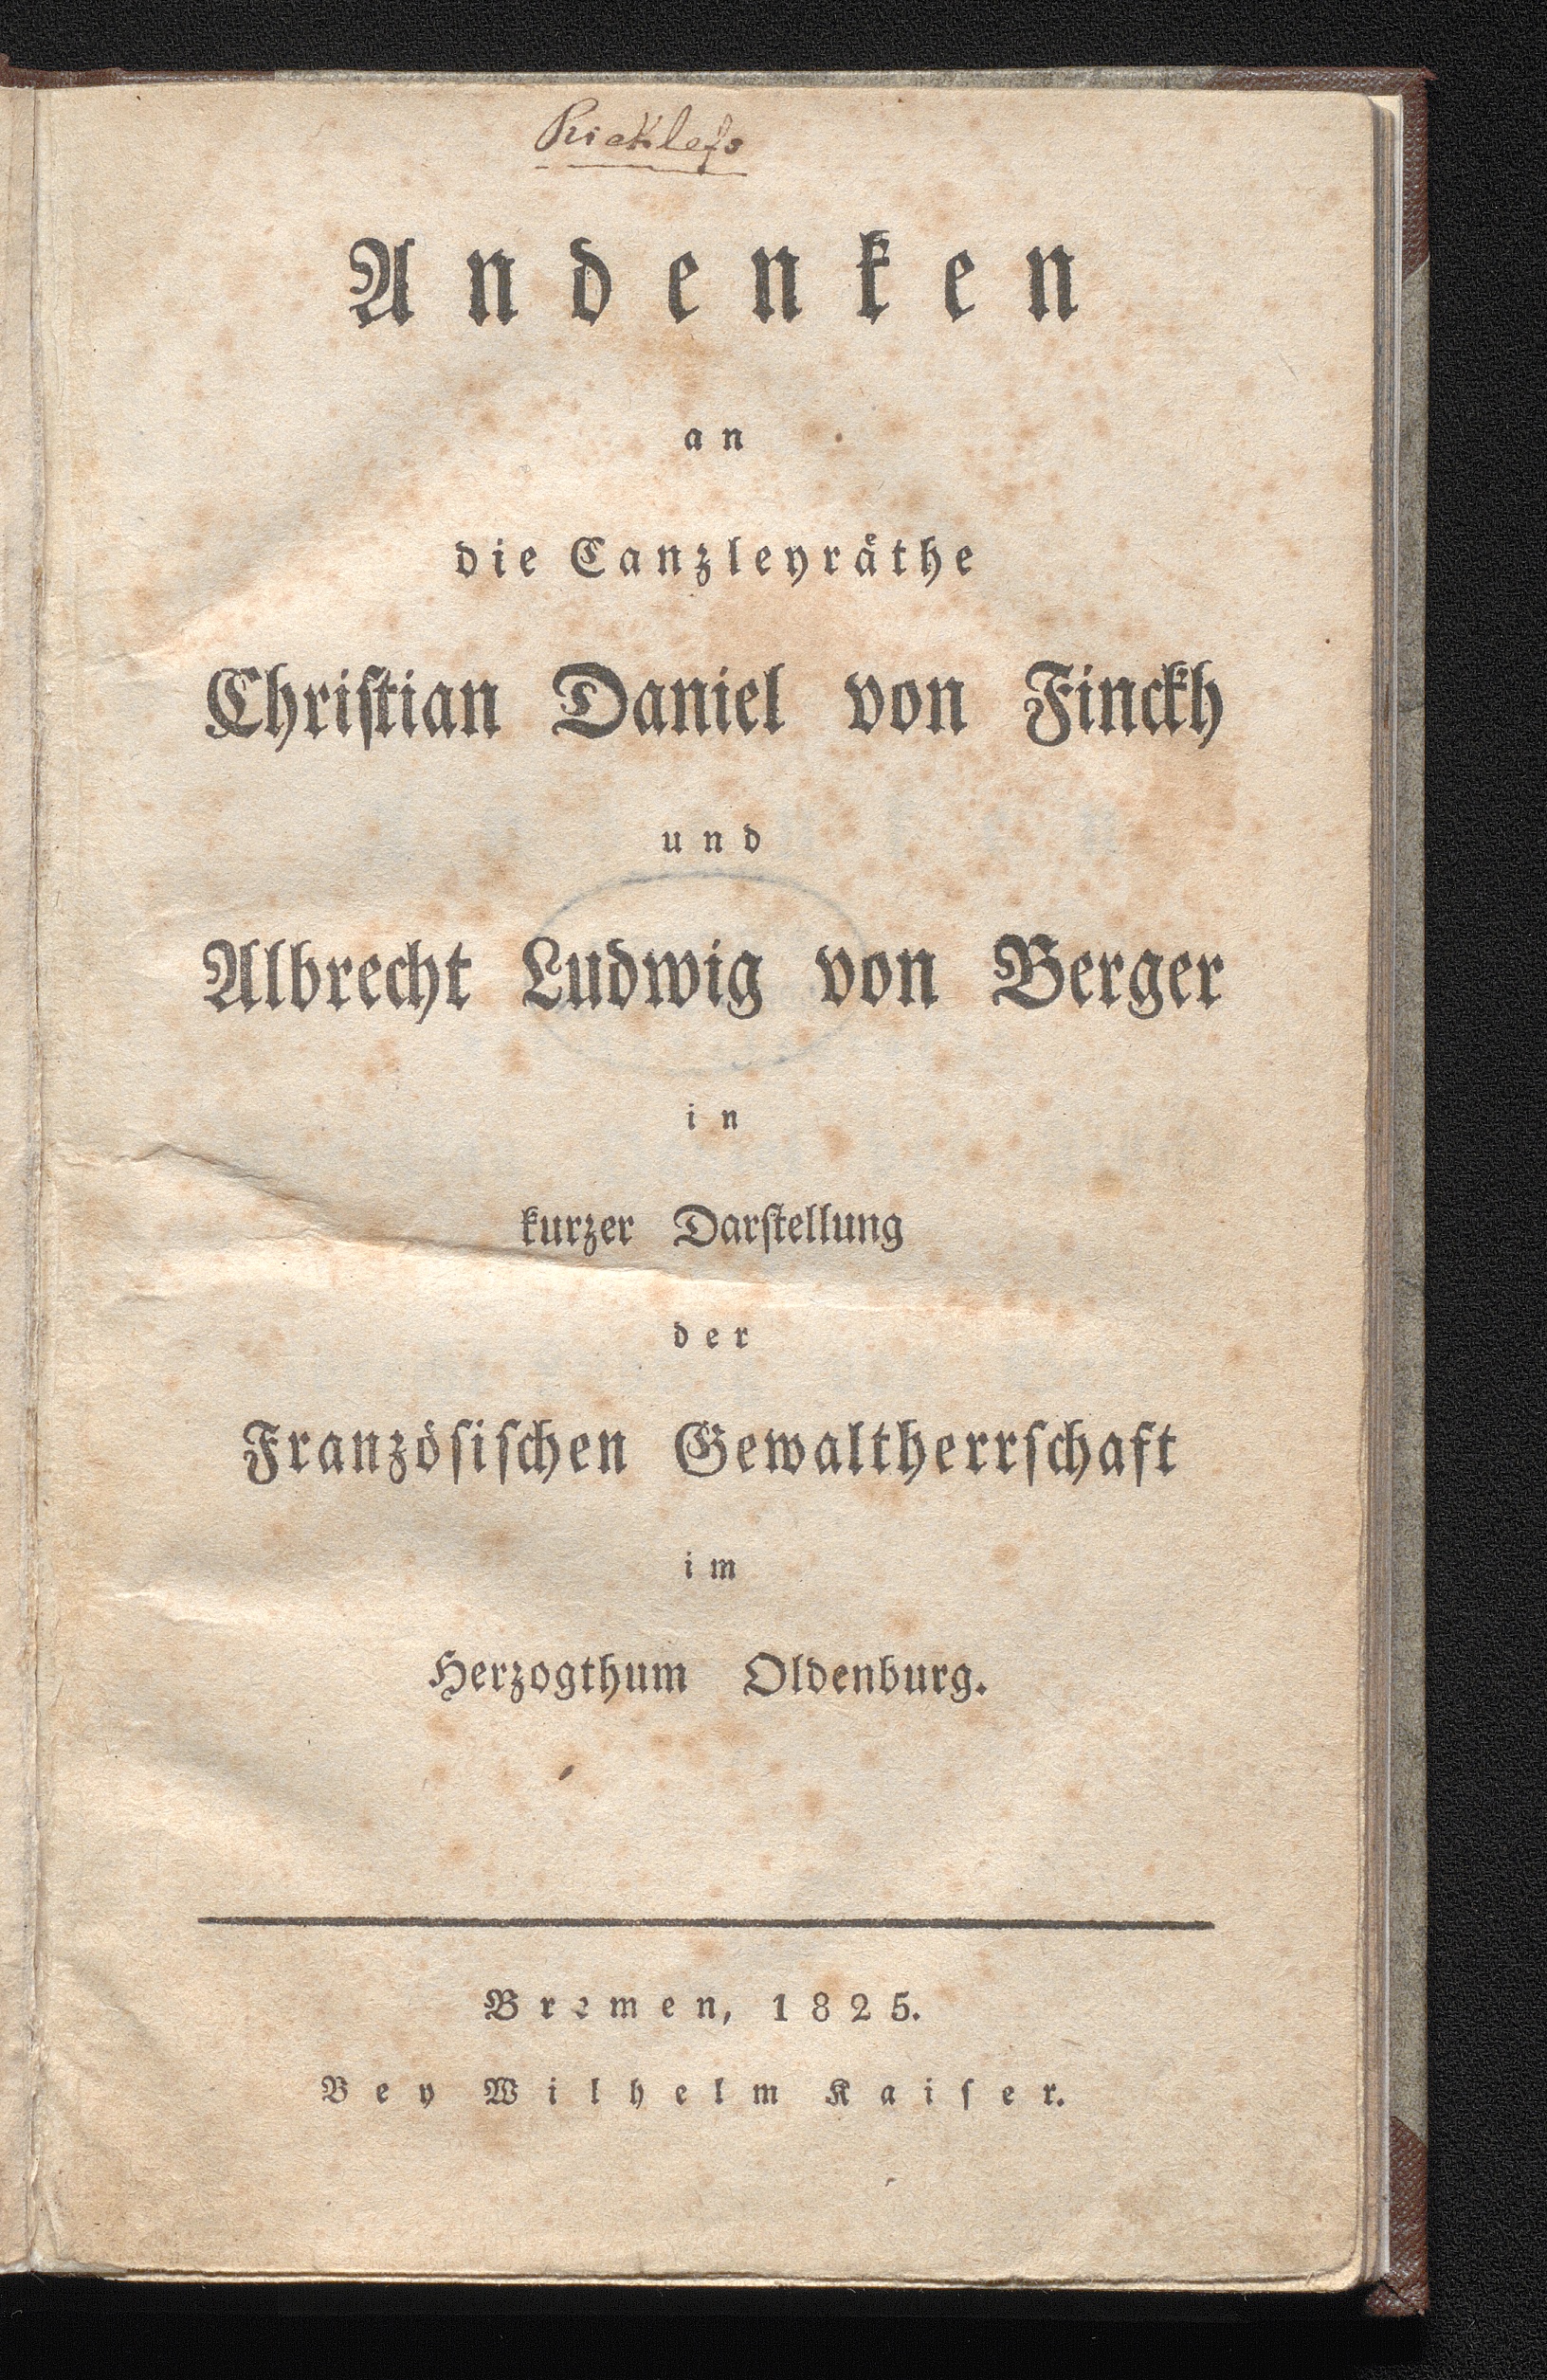 Ricklefs
Andenken
an
die Canzleyräthe
Christian Daniel von Finckh
und
Albrecht Ludwig von Berger
in
kurzer Darstellung
der
Französischen Gewaltherrschaft
im
Herzogthum Oldenburg.
Bremen, 1825.
Bey Wilhelm Kaiser.